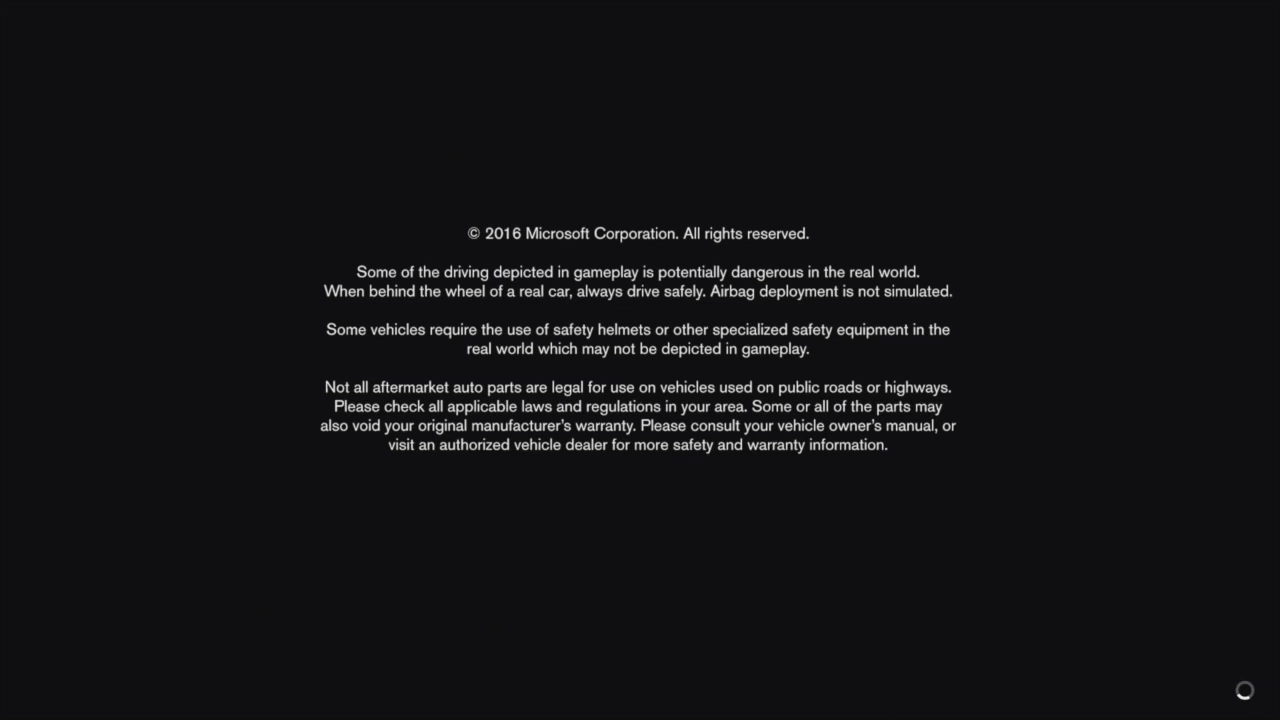 © 2016 Microsoft Corporation. All rights reserved.
Some of the driving depicted in gameplay is potentially dangerous in the real world.
When behind the wheel of a real car, always drive safely. Airbag deployment is not simulated.
Some vehicles require the use of safety helmets or other specialized safety equipment in the
real world which may not be depicted in gameplay.
Not all aftermarket auto parts are legal for use on vehicles used on public roads or highways.
Please check all applicable laws and regulations in your area. Some or all of the parts may
also void your original manufacturer’s warranty. Please consult your vehicle owner’s manual, or
visit an authorized vehicle dealer for more safety and warranty information.